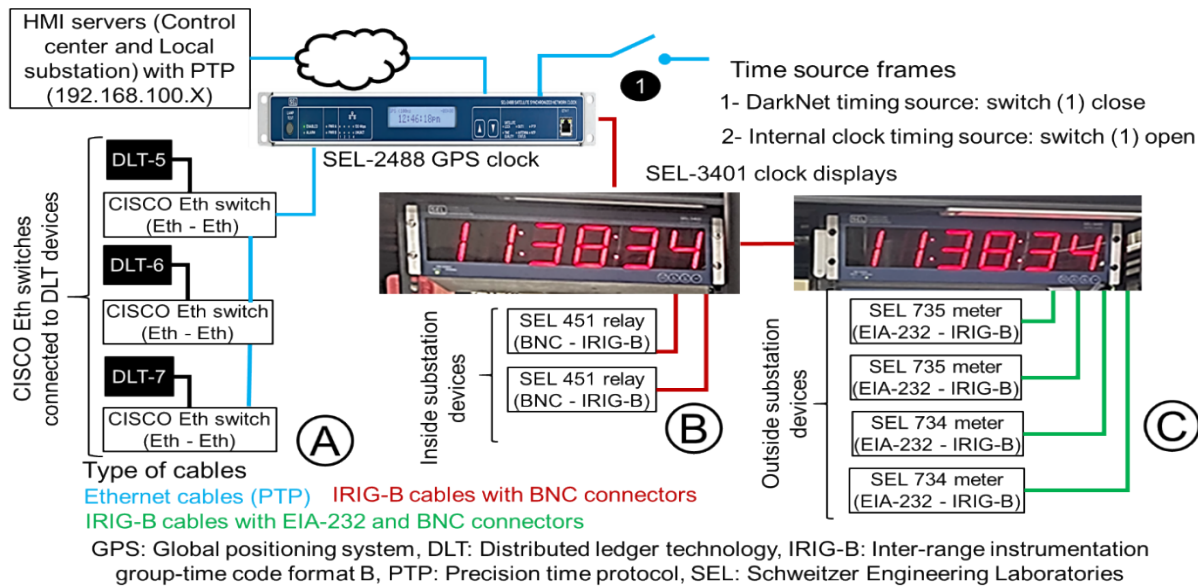 HMI servers (Control
center and Local
substation) with PTP
(192.168.100.X)
1
Time source frames
1- DarkNet timing source: switch (1) close
2- Internal clock timing source: switch (1) open
12:46:18pm
SEL-2488 GPS clock
SEL-3401 clock displays
CISCO Eth switches
connected to DLT devices
DLT-5
CISCO Eth switch
(Eth - Eth)
DLT-6
CISCO Eth switch
(Eth - Eth)
DLT-7
CISCO Eth switch
(Eth - Eth)
A
11:38:34
Inside substation
devices
SEL 451 relay
(BNC - IRIG-B)
SEL 451 relay
(BNC - IRIG-B)
B
11:38:34
Outside substation
devices
SEL 735 meter
(EIA-232 - IRIG-B)
SEL 735 meter
(EIA-232 - IRIG-B)
SEL 734 meter
(EIA-232 - IRIG-B)
SEL 734 meter
(EIA-232 - IRIG-B)
C
Type of cables
Ethernet cables (PTP)
IRIG-B cables with BNC connectors
IRIG-B cables with EIA-232 and BNC connectors
GPS: Global positioning system, DLT: Distributed ledger technology, IRIG-B: Inter-range instrumentation
group-time code format B, PTP: Precision time protocol, SEL: Schweitzer Engineering Laboratories